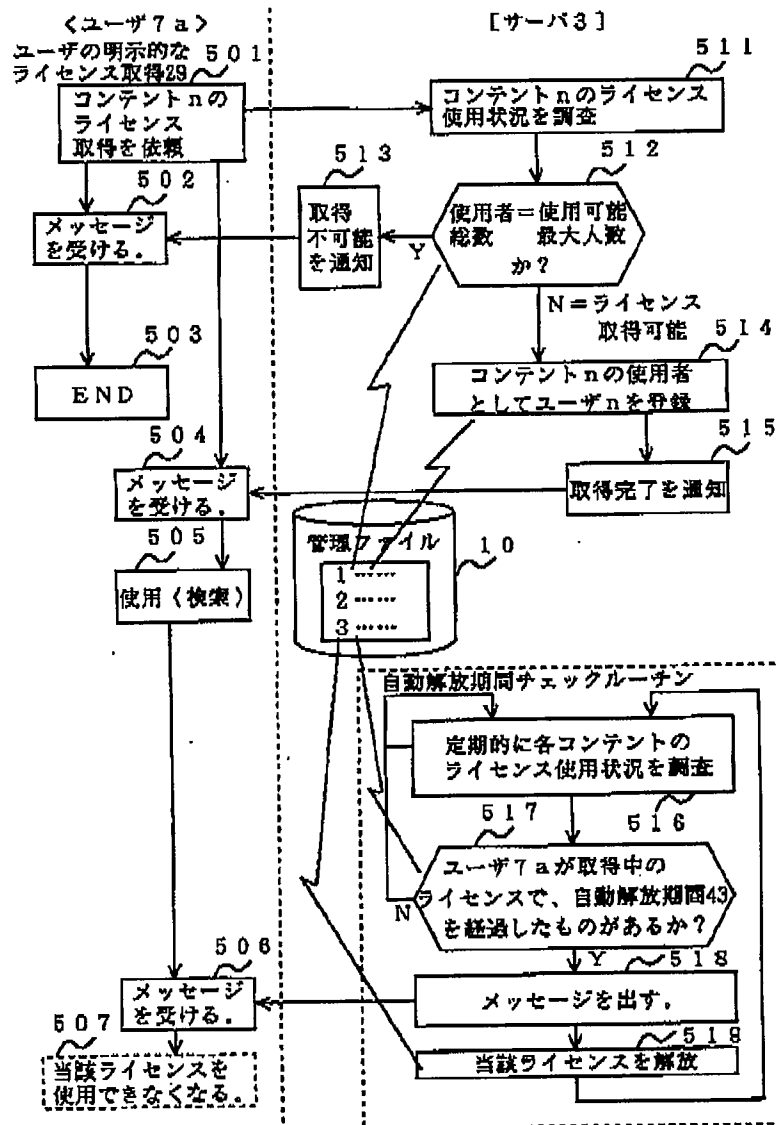 〈ユーザ7a〉
ユーザの明示的な
ライセンス取得29
501
コンテントnの
ライセンス
取得を依頼
502
メッセージ
を受ける.
503
END
504
メッセージ
を受ける.
505
使用(検索)
506
メッセージ
を受ける.
507
当該ライセンスを
使用できなくなる.
[サーバ3]
511
コンテントnのライセンス
使用状況を調査
512
使用者=使用可能
総数 最大人数
か?
Y
513
取得
不可能
を通知
N=ライセンス
取得可能
514
コンテントnの使用者
としてユーザnを登録
515
取得完了を通知
管理ファイル
10
1 ……
2 ……
3 ……
自動解放期間チェックルーチン
定期的に各コンテントの
ライセンス使用状況を調査
516
517
ユーザ7aが取得中の
ライセンスで、自動解放期間43
を経過したものがあるか?
N
Y
518
メッセージを出す.
519
当該ライセンスを解放